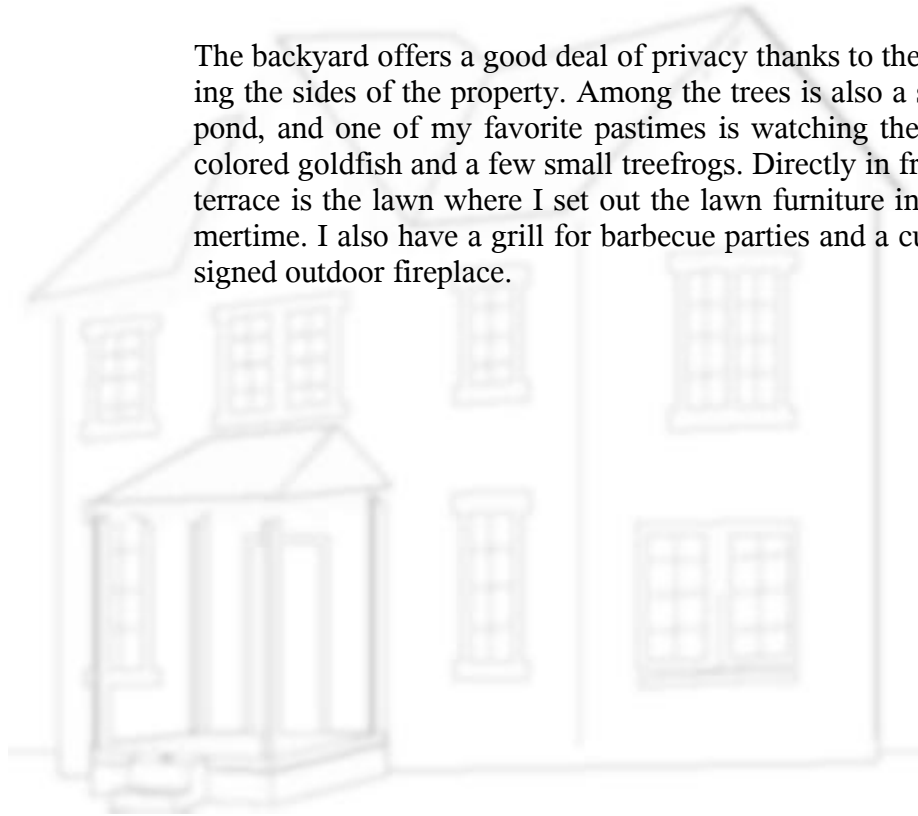 The backyard offers a good deal of privacy thanks to the
ing the sides of the property. Among the trees is also a
pond, and one of my favorite pastimes is watching the
colored goldfish and a few small treefrogs. Directly in
terrace is the lawn where I set out the lawn furniture in
mertime. I also have a grill for barbecue parties and a
signed outdoor fireplace.